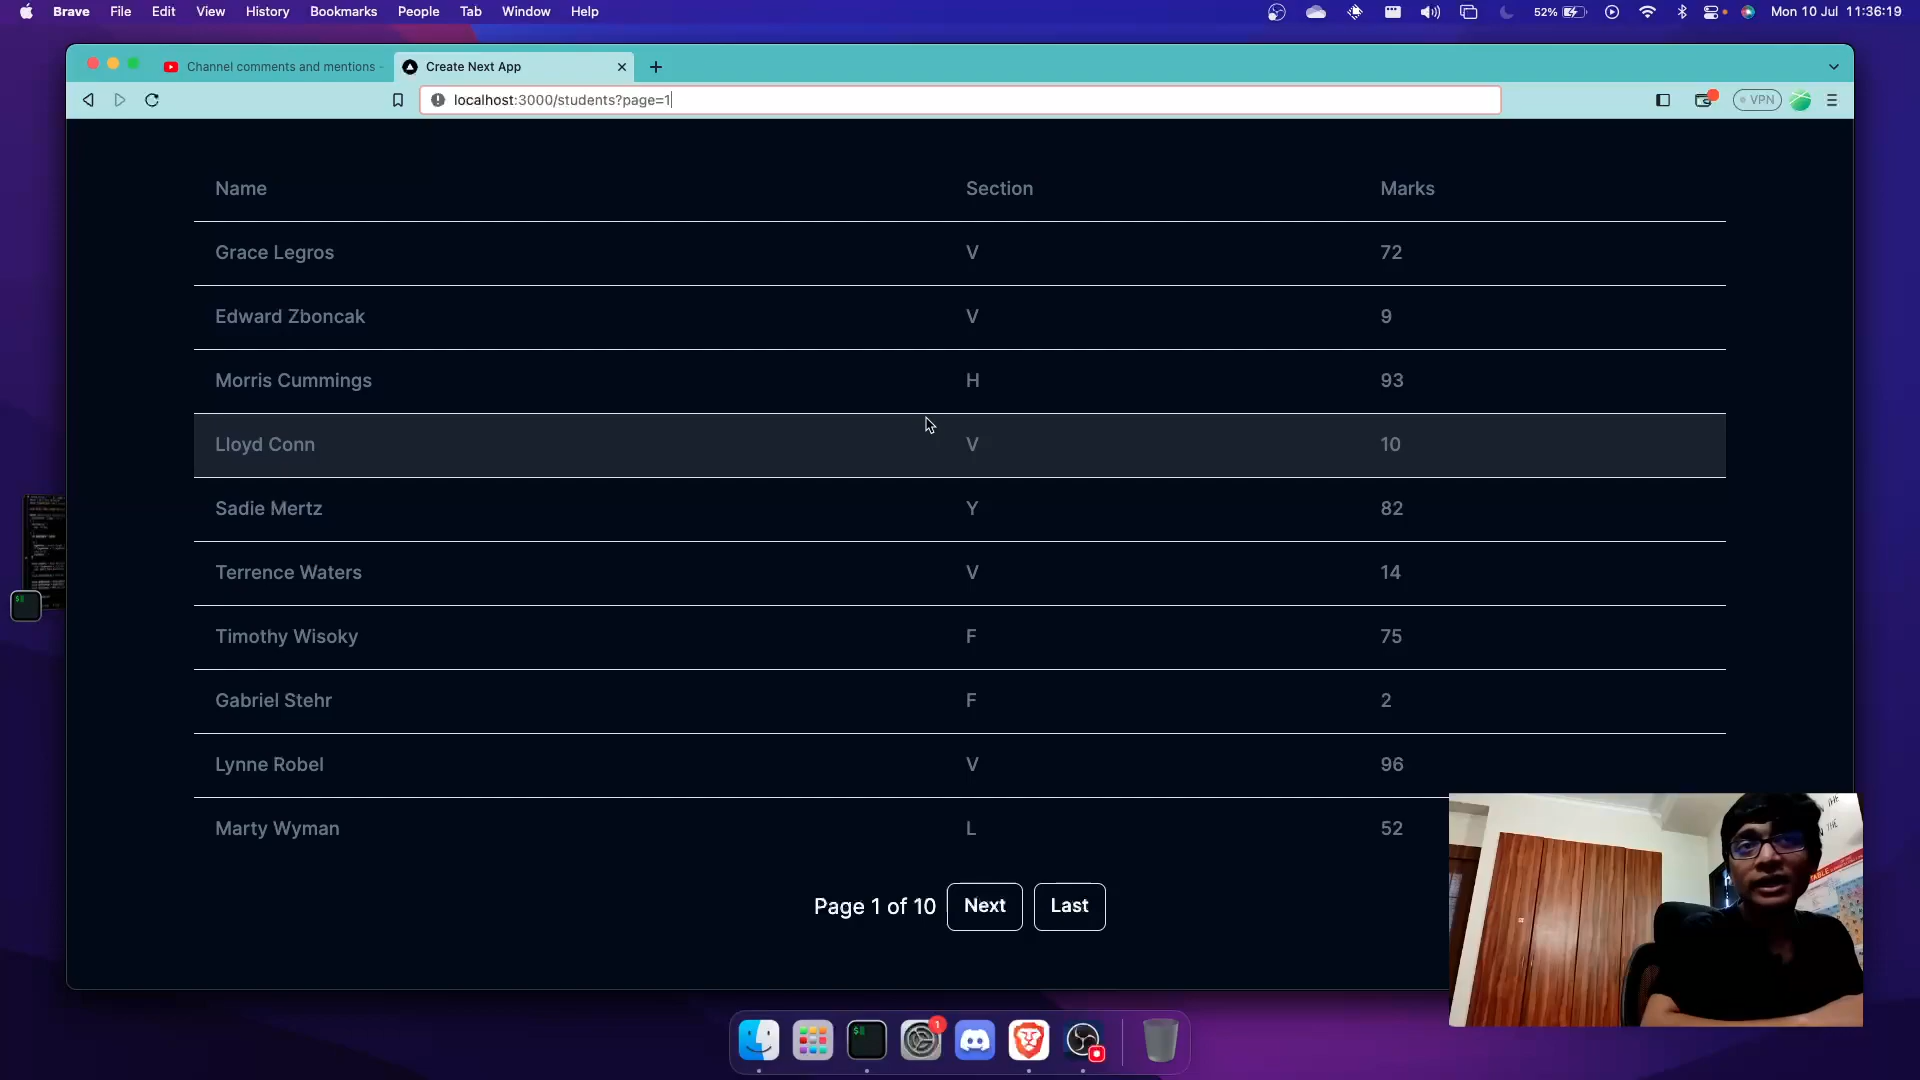 Brave File Edit View History Bookmarks People Tab Window Help 52% Mon 10 Jul 11:36:19
Channel comments and mentions - Create Next App
localhost:3000/students?page=1 VPN
Name Section Marks
Grace Legros V 72
Edward Zboncak V 9
Morris Cummings H 93
Lloyd Conn V 10
Sadie Mertz Y 82
Terrence Waters V 14
Timothy Wisoky F 75
Gabriel Stehr F 2
Lynne Robel V 96
Marty Wyman L 52
Page 1 of 10 Next Last
1